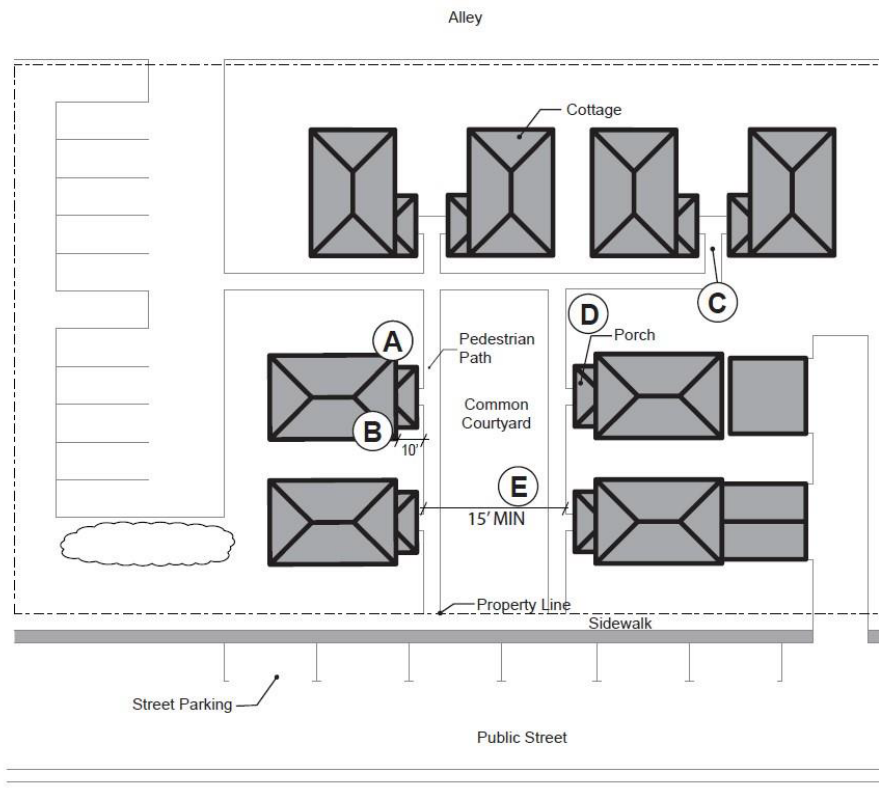 Alley
Cottage
C
D
Porch
A
Pedestrian
Path
Common
Courtyard
B
10'
E
15' MIN
Property Line
Sidewalk
Street Parking
Public Street